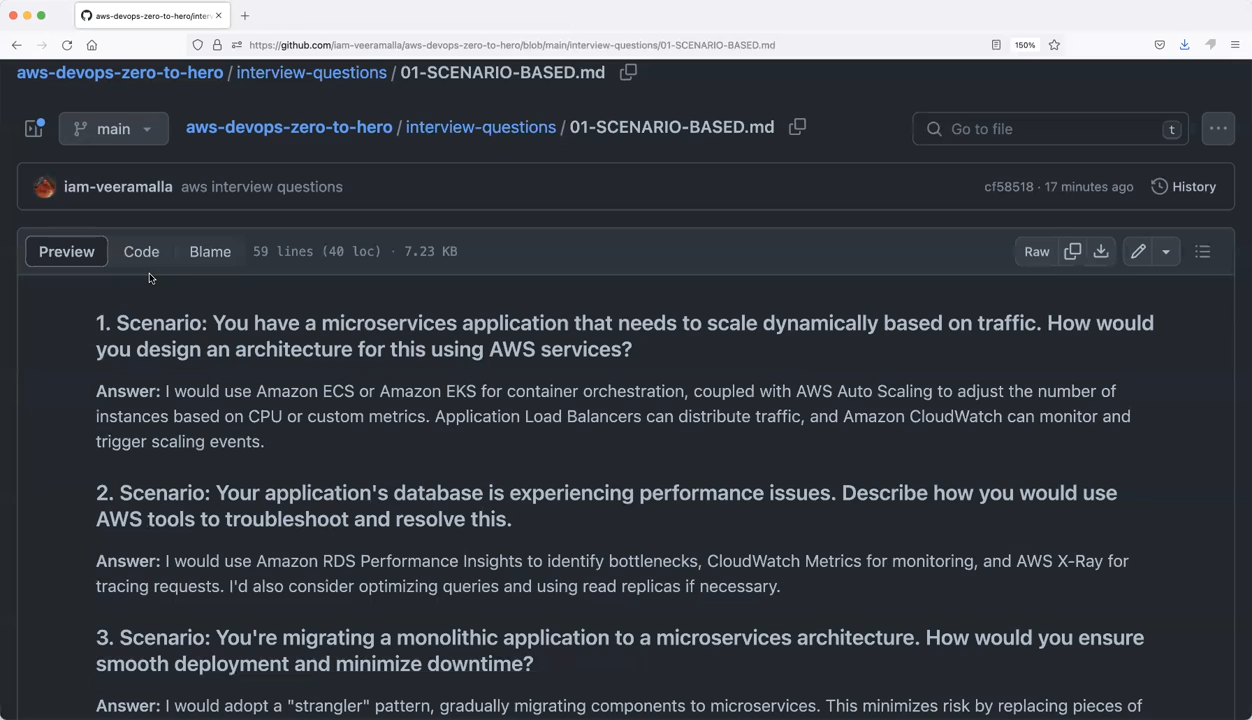 aws-devops-zero-to-hero/interv
https://github.com/iam-veeramalla/aws-devops-zero-to-hero/blob/main/interview-questions/01-SCENARIO-BASED.md
150%
aws-devops-zero-to-hero / interview-questions / 01-SCENARIO-BASED.md
main
aws-devops-zero-to-hero / interview-questions / 01-SCENARIO-BASED.md
Go to file
t
iam-veeramalla aws interview questions
cf58518 · 17 minutes ago
History
Preview
Code
Blame
59 lines (40 loc) · 7.23 KB
Raw
1. Scenario: You have a microservices application that needs to scale dynamically based on traffic. How would
you design an architecture for this using AWS services?
Answer: I would use Amazon ECS or Amazon EKS for container orchestration, coupled with AWS Auto Scaling to adjust the number of
instances based on CPU or custom metrics. Application Load Balancers can distribute traffic, and Amazon CloudWatch can monitor and
trigger scaling events.
2. Scenario: Your application's database is experiencing performance issues. Describe how you would use
AWS tools to troubleshoot and resolve this.
Answer: I would use Amazon RDS Performance Insights to identify bottlenecks, CloudWatch Metrics for monitoring, and AWS X-Ray for
tracing requests. I'd also consider optimizing queries and using read replicas if necessary.
3. Scenario: You're migrating a monolithic application to a microservices architecture. How would you ensure
smooth deployment and minimize downtime?
Answer: I would adopt a "strangler" pattern, gradually migrating components to microservices. This minimizes risk by replacing pieces of